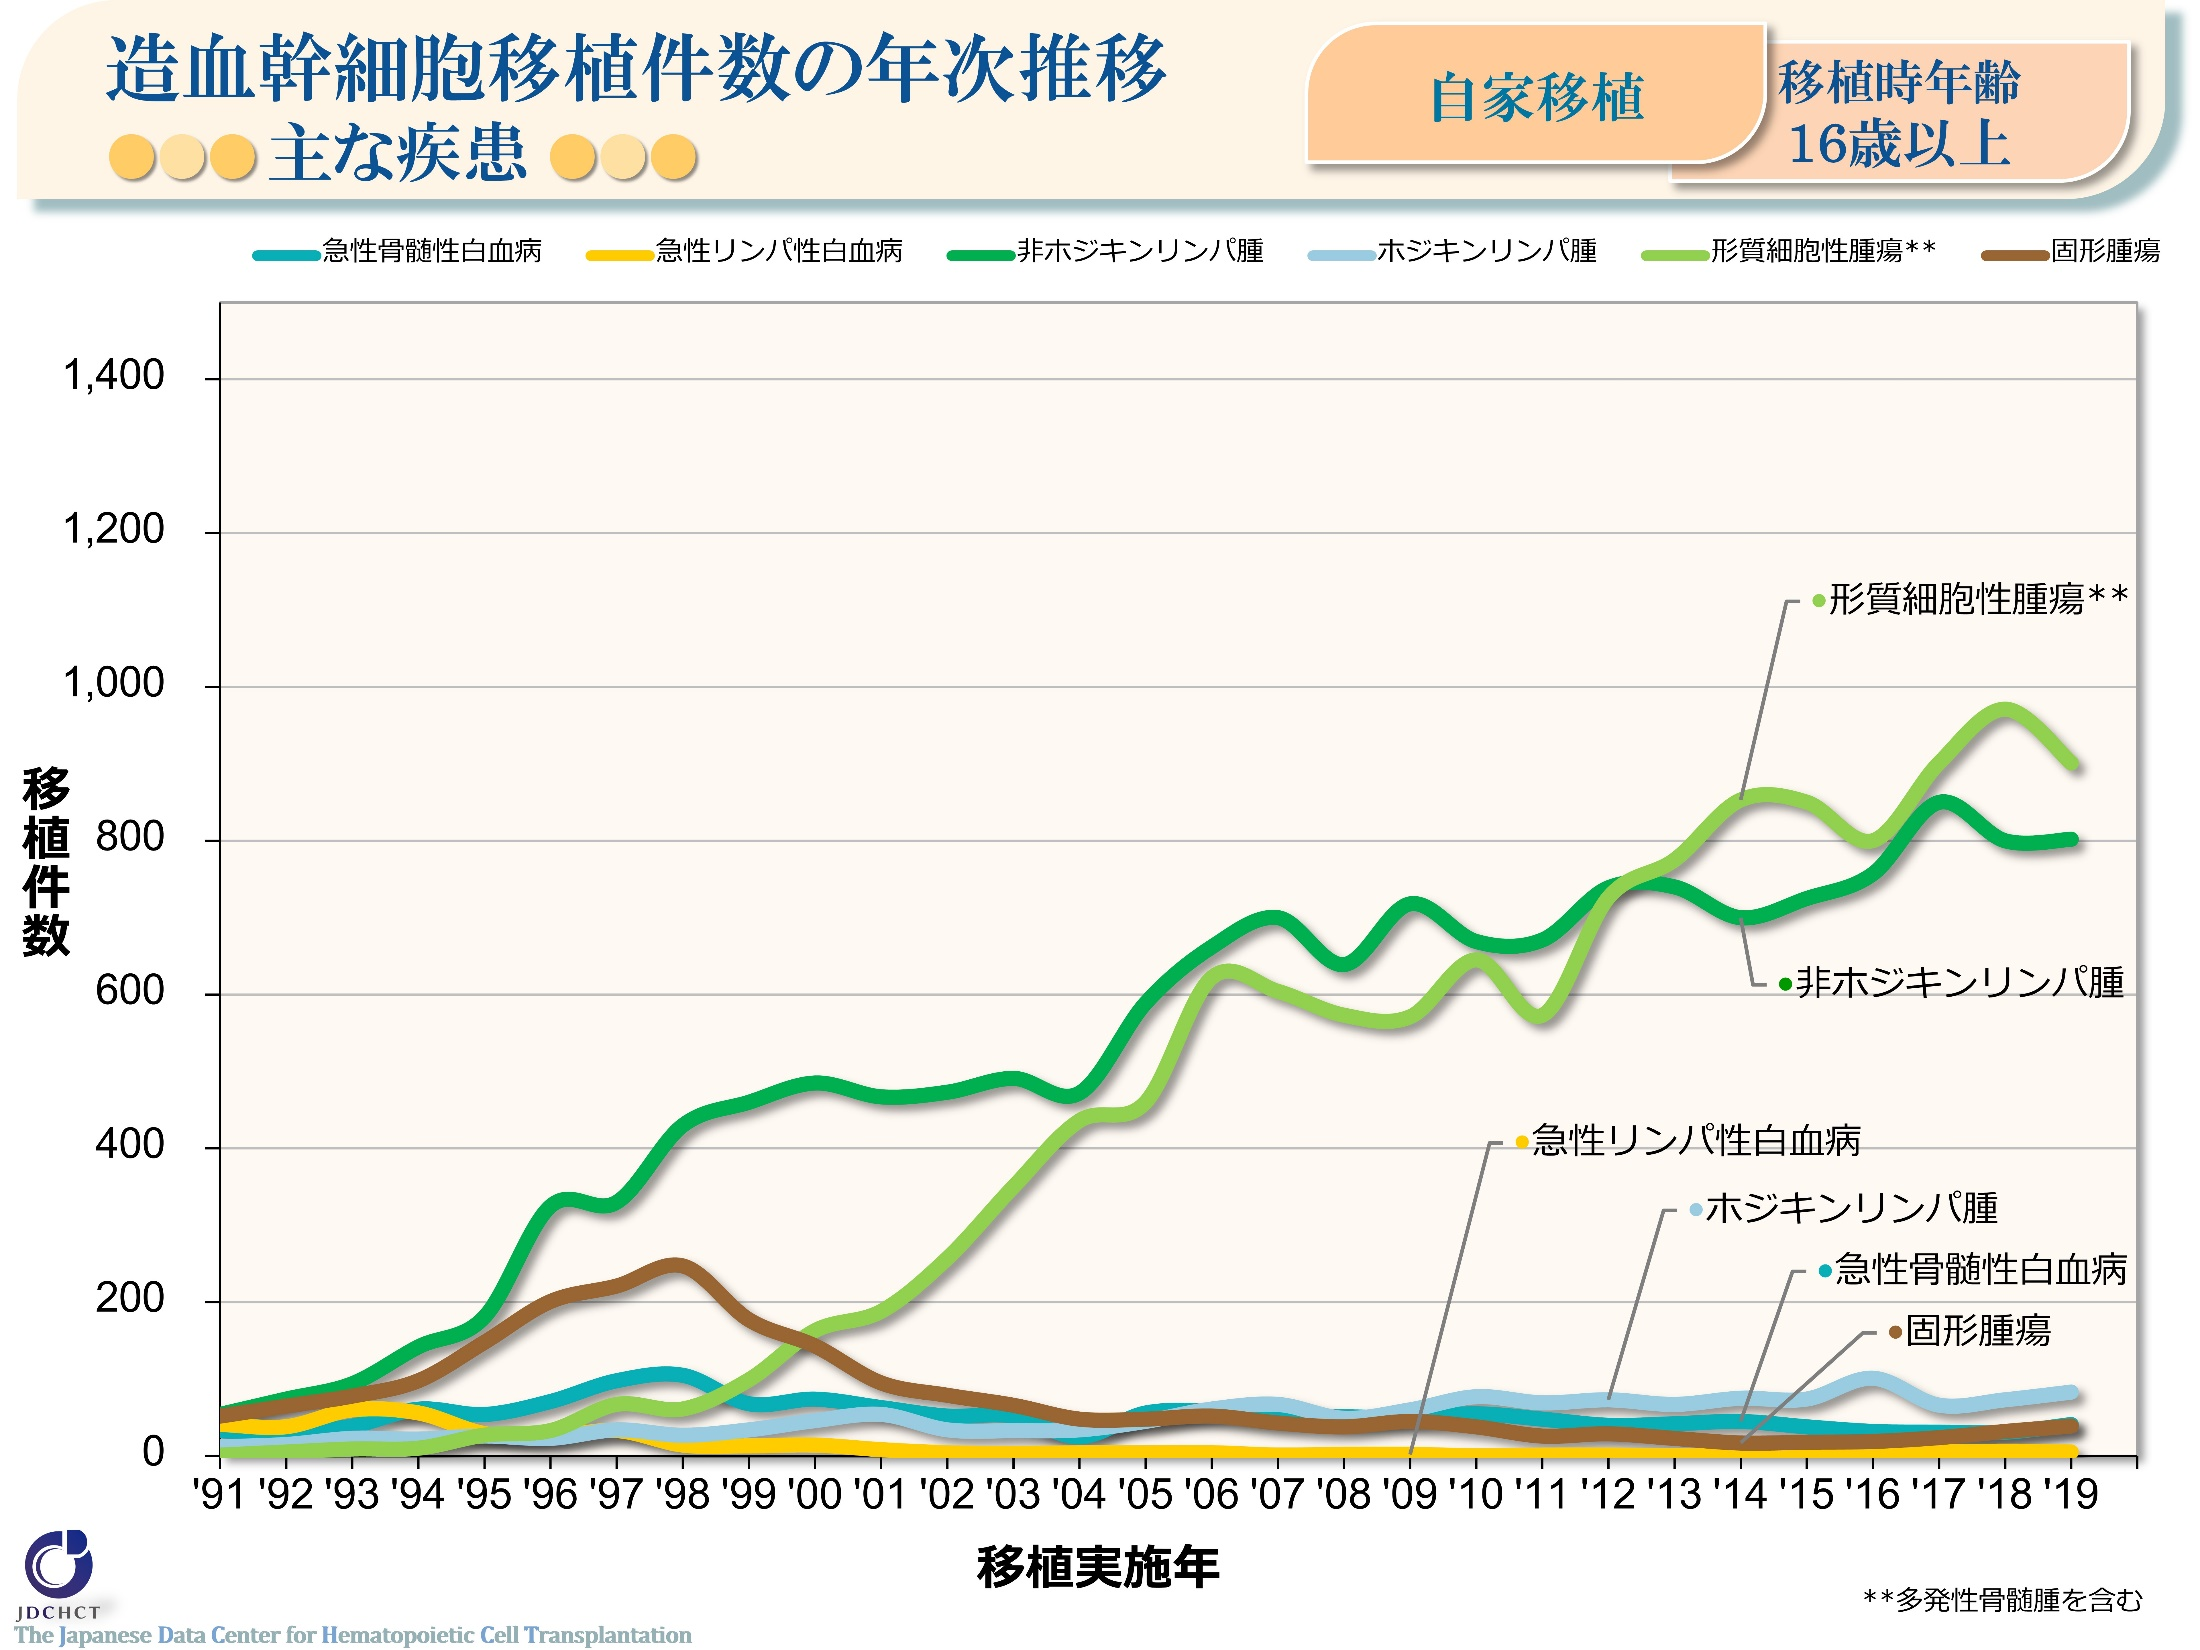 造血幹細胞移植件数の年次推移
主な疾患
自家移植
移植時年齢
16歳以上
急性骨髄性白血病 急性リンパ性白血病 非ホジキンリンパ腫 ホジキンリンパ腫 形質細胞性腫瘍** 固形腫瘍
1,400
1,200
1,000
800
600
400
200
0
移植件数
形質細胞性腫瘍**
非ホジキンリンパ腫
急性リンパ性白血病
ホジキンリンパ腫
急性骨髄性白血病
固形腫瘍
'91 '92 '93 '94 '95 '96 '97 '98 '99 '00 '01 '02 '03 '04 '05 '06 '07 '08 '09 '10 '11 '12 '13 '14 '15 '16 '17 '18 '19
移植実施年
**多発性骨髄腫を含む
JDCHCT
The Japanese Data Center for Hematopoietic Cell Transplantation